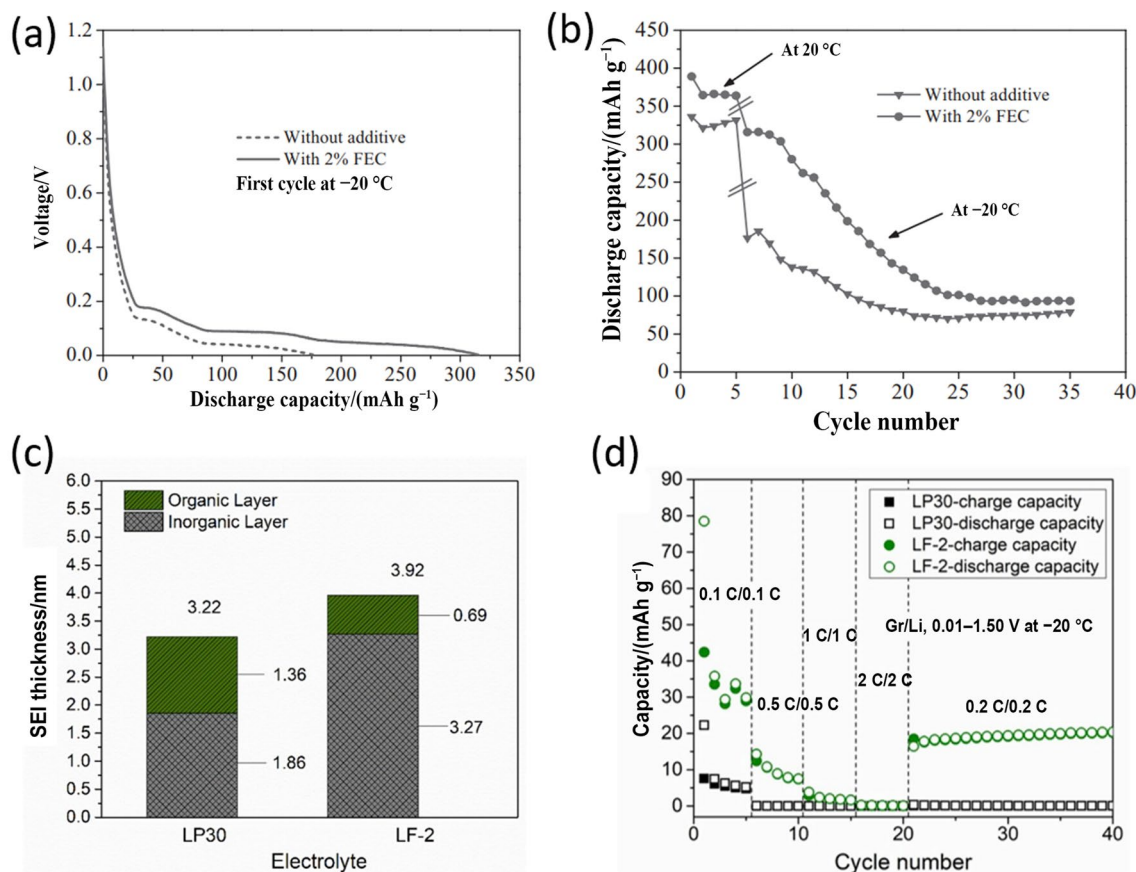 (a)
1.2
1.0
0.8
0.6
0.4
0.2
0.0
Voltage/V
Without additive
With 2% FEC
First cycle at −20 °C
0 50 100 150 200 250 300 350
Discharge capacity/(mAh g⁻¹)
(b)
450
400
350
300
250
200
150
100
50
0
Discharge capacity/(mAh g⁻¹)
At 20 °C
Without additive
With 2% FEC
At −20 °C
0 5 10 15 20 25 30 35 40
Cycle number
(c)
6.0
5.5
5.0
4.5
4.0
3.5
3.0
2.5
2.0
1.5
1.0
0.5
0.0
SEI thickness/nm
Organic Layer
Inorganic Layer
3.92
3.22
0.69
1.36
3.27
1.86
LP30 LF-2
Electrolyte
(d)
90
80
70
60
50
40
30
20
10
0
Capacity/(mAh g⁻¹)
LP30-charge capacity
LP30-discharge capacity
LF-2-charge capacity
LF-2-discharge capacity
0.1 C/0.1 C
1 C/1 C
Gr/Li, 0.01–1.50 V at −20 °C
2 C/2 C
0.5 C/0.5 C
0.2 C/0.2 C
0 10 20 30 40
Cycle number